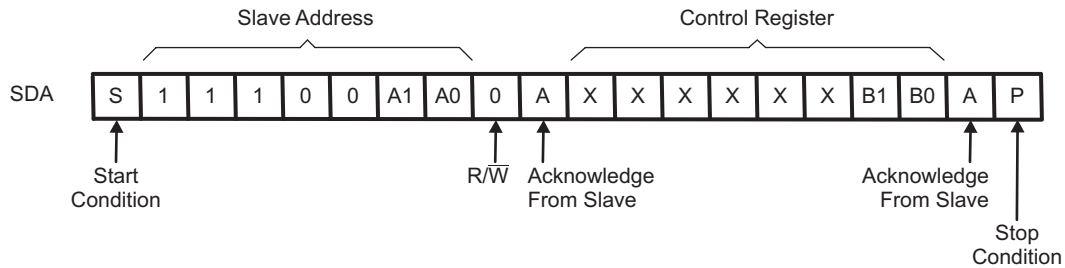 Slave Address Control Register
SDA S 1 1 1 0 0 A1 A0 0 A X X X X X X B1 B0 A P
Start Condition
R/W̅
Acknowledge From Slave
Acknowledge From Slave
Stop Condition